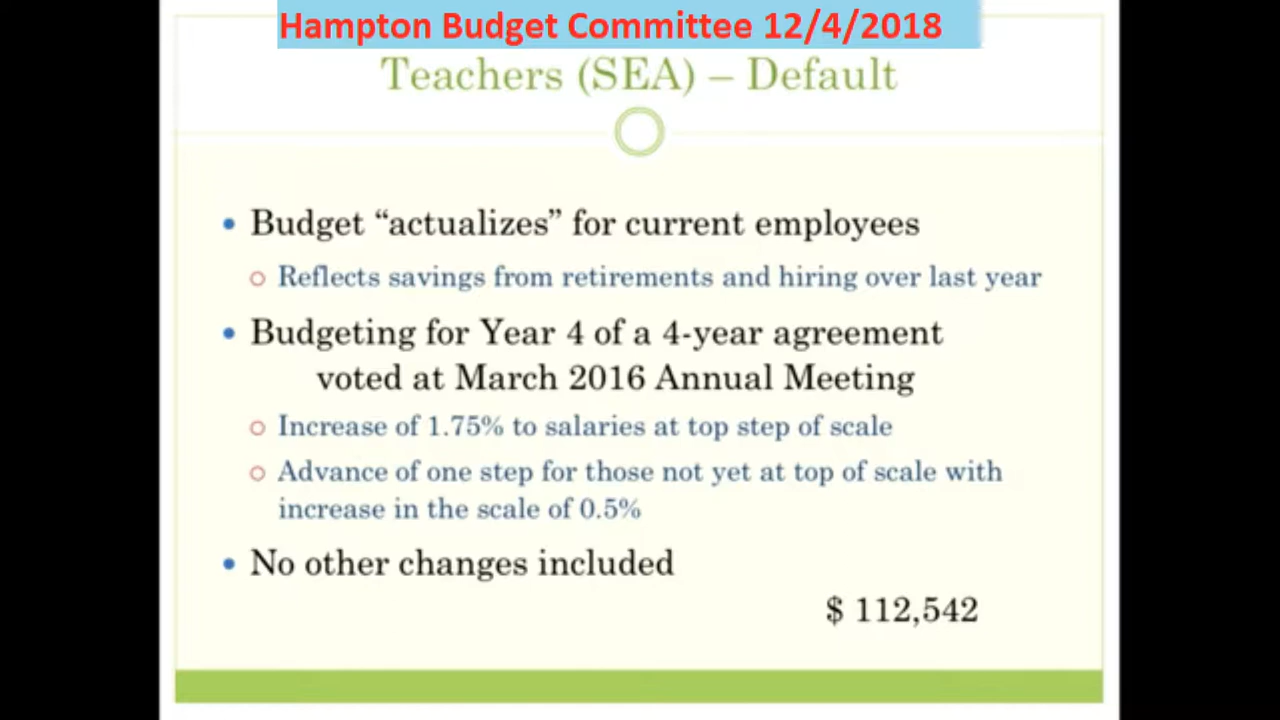 Hampton Budget Committee 12/4/2018
Teachers (SEA) – Default
• Budget “actualizes” for current employees
○ Reflects savings from retirements and hiring over last year
• Budgeting for Year 4 of a 4-year agreement
voted at March 2016 Annual Meeting
○ Increase of 1.75% to salaries at top step of scale
○ Advance of one step for those not yet at top of scale with
increase in the scale of 0.5%
• No other changes included
$ 112,542